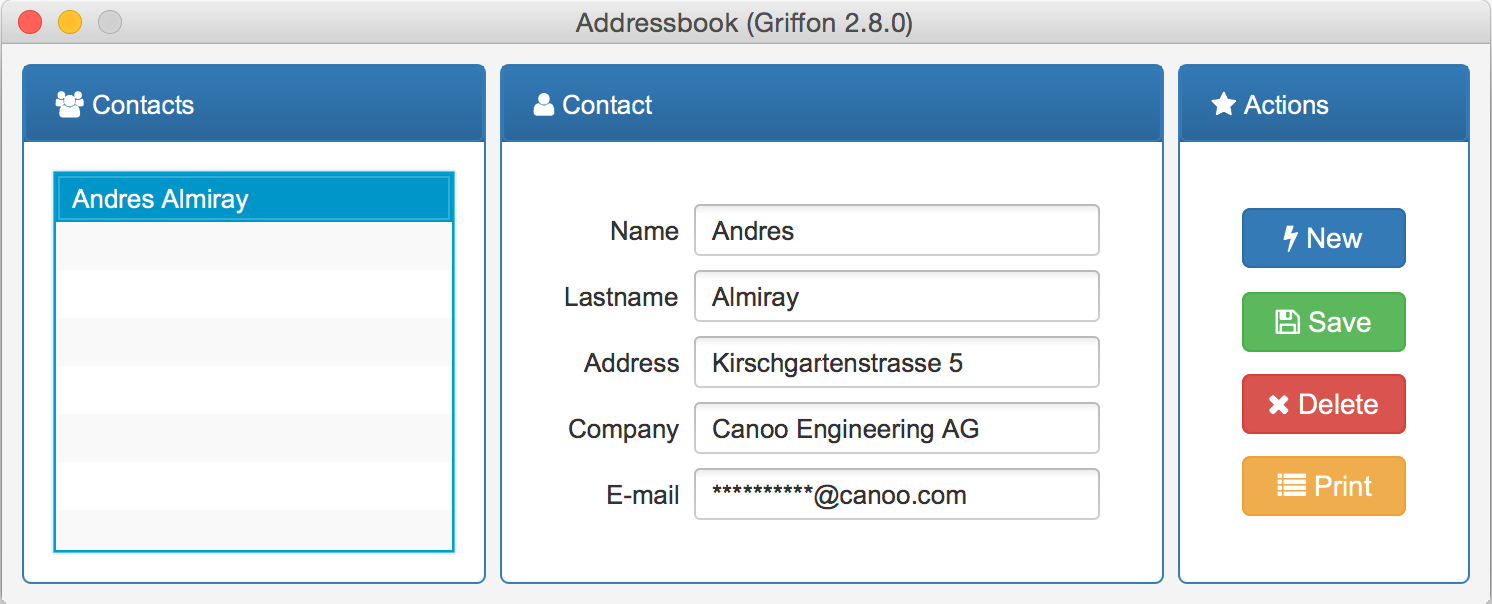 Addressbook (Griffon 2.8.0)
Contacts
Andres Almiray
Contact
Name Andres
Lastname Almiray
Address Kirschgartenstrasse 5
Company Canoo Engineering AG
E-mail **********@canoo.com
Actions
New
Save
Delete
Print